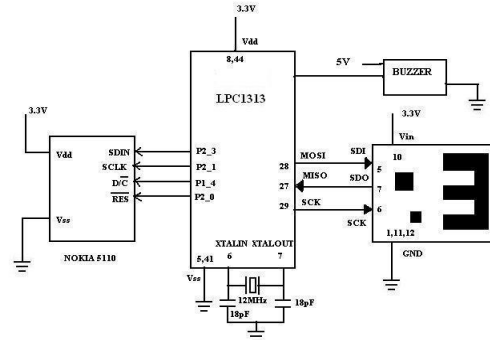 3.3V
Vdd
8,44
LPC1313
5V
BUZZER
3.3V
Vdd
Vss
NOKIA 5110
SDIN
SCLK
D/C
RES
P2_3
P2_1
P1_4
P2_0
28
27
29
MOSI
MISO
SCK
SDI
SDO
SCK
3.3V
Vin
10
5
7
6
1,11,12
GND
XTALIN
XTALOUT
5,41
6
7
Vss
12MHz
18pF
18pF